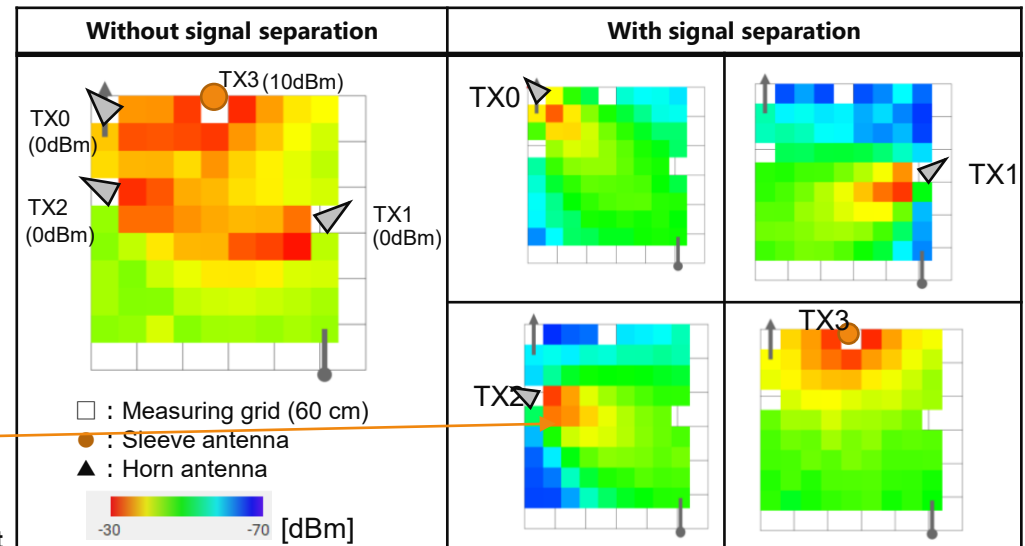 Without signal separation
With signal separation
TX3 (10dBm)
TX0
(0dBm)
TX2
(0dBm)
TX1
(0dBm)
□ : Measuring grid (60 cm)
● : Sleeve antenna
▲ : Horn antenna
-30
-70
[dBm]
TX0
TX1
TX2
TX3
t